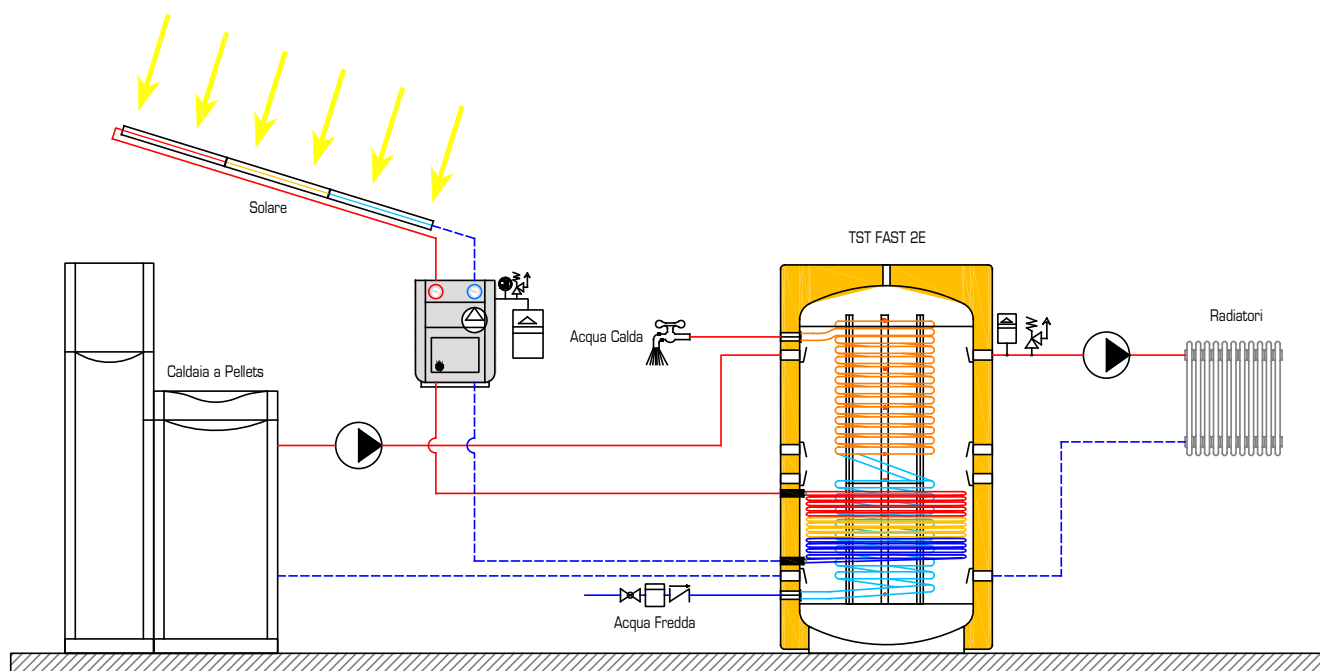 Solare
TST FAST 2E
Radiatori
Acqua Calda
Caldaia a Pellets
Acqua Fredda